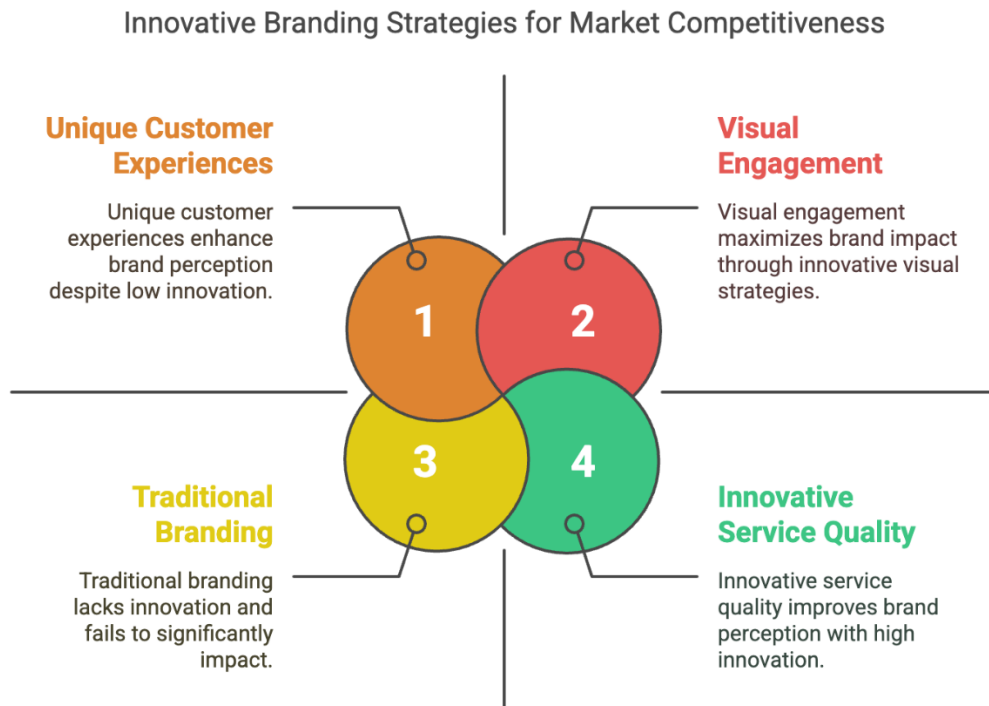 Innovative Branding Strategies for Market Competitiveness
Unique Customer
Experiences
Unique customer
experiences enhance
brand perception
despite low innovation.
Visual
Engagement
Visual engagement
maximizes brand impact
through innovative visual
strategies.
1
2
3
4
Traditional
Branding
Traditional branding
lacks innovation and
fails to significantly
impact.
Innovative
Service Quality
Innovative service
quality improves brand
perception with high
innovation.